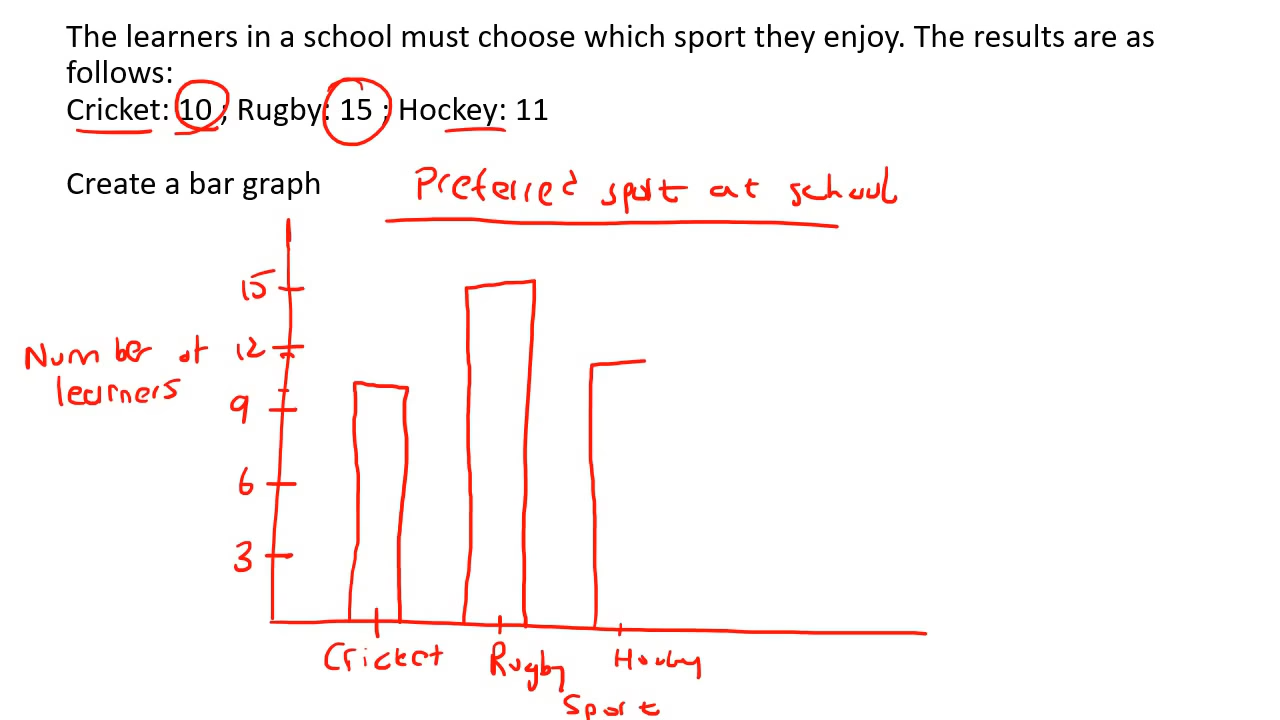 The learners in a school must choose which sport they enjoy. The results are as
follows:
Cricket: 10 ; Rugby: 15 ; Hockey: 11
Create a bar graph
Preferred sport at school
15
12
Number of
learners
9
6
3
Cricket Rugby Hockey
Sport